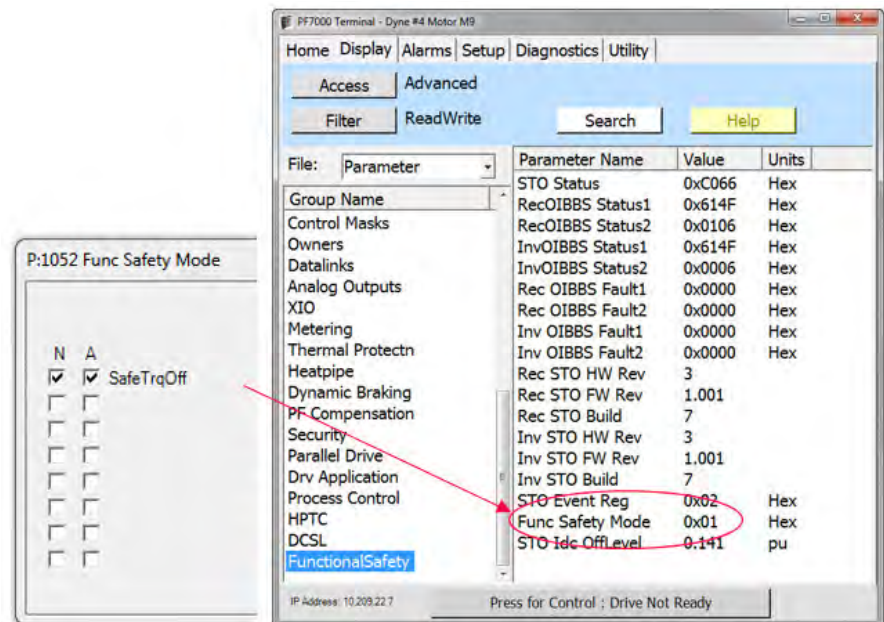 P:1052 Func Safety Mode
N A
SafeTrqOff
PF7000 Terminal - Dyne #4 Motor M9
Home Display Alarms Setup Diagnostics Utility
Access Advanced
Filter ReadWrite Search Help
File: Parameter
Group Name
Control Masks
Owners
Datalinks
Analog Outputs
XIO
Metering
Thermal Protectn
Heatpipe
Dynamic Braking
PF Compensation
Security
Parallel Drive
Drv Application
Process Control
HPTC
DCSL
FunctionalSafety
Parameter Name Value Units
STO Status 0xC066 Hex
RecOIBBS Status1 0x614F Hex
RecOIBBS Status2 0x0106 Hex
InvOIBBS Status1 0x614F Hex
InvOIBBS Status2 0x0006 Hex
Rec OIBBS Fault1 0x0000 Hex
Rec OIBBS Fault2 0x0000 Hex
Inv OIBBS Fault1 0x0000 Hex
Inv OIBBS Fault2 0x0000 Hex
Rec STO HW Rev 3
Rec STO FW Rev 1.001
Rec STO Build 7
Inv STO HW Rev 3
Inv STO FW Rev 1.001
Inv STO Build 7
STO Event Reg 0x02 Hex
Func Safety Mode 0x01 Hex
STO Idc OffLevel 0.141 pu
IP Address: 10.209.22.7 Press for Control : Drive Not Ready